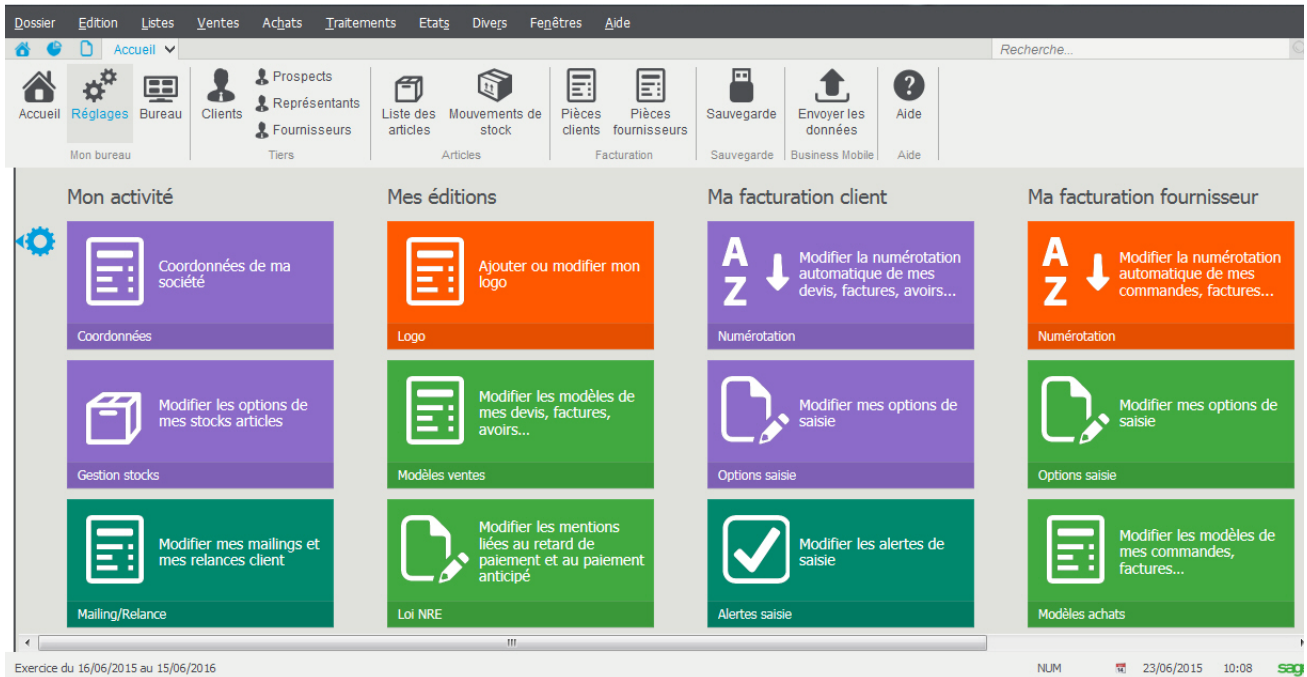 Dossier Edition Listes Ventes Achats Traitements Etats Divers Fenêtres Aide
Accueil Recherche...
Accueil Réglages Bureau
Mon bureau
Clients
Prospects
Représentants
Fournisseurs
Tiers
Liste des articles
Mouvements de stock
Articles
Pièces clients
Pièces fournisseurs
Facturation
Sauvegarde
Sauvegarde
Envoyer les données
Business Mobile
Aide
Aide
Mon activité
Mes éditions
Ma facturation client
Ma facturation fournisseur
Coordonnées de ma
société
Coordonnées
Ajouter ou modifier mon
logo
Logo
A
Z
Modifier la numérotation
automatique de mes
devis, factures, avoirs...
Numérotation
A
Z
Modifier la numérotation
automatique de mes
commandes, factures...
Numérotation
Modifier les options de
mes stocks articles
Gestion stocks
Modifier les modèles de
mes devis, factures,
avoirs...
Modèles ventes
Modifier mes options de
saisie
Options saisie
Modifier mes options de
saisie
Options saisie
Modifier mes mailings et
mes relances client
Mailing/Relance
Modifier les mentions
liées au retard de
paiement et au paiement
anticipé
Loi NRE
Modifier les alertes de
saisie
Alertes saisie
Modifier les modèles de
mes commandes,
factures...
Modèles achats
Exercice du 16/06/2015 au 15/06/2016 NUM 23/06/2015 10:08